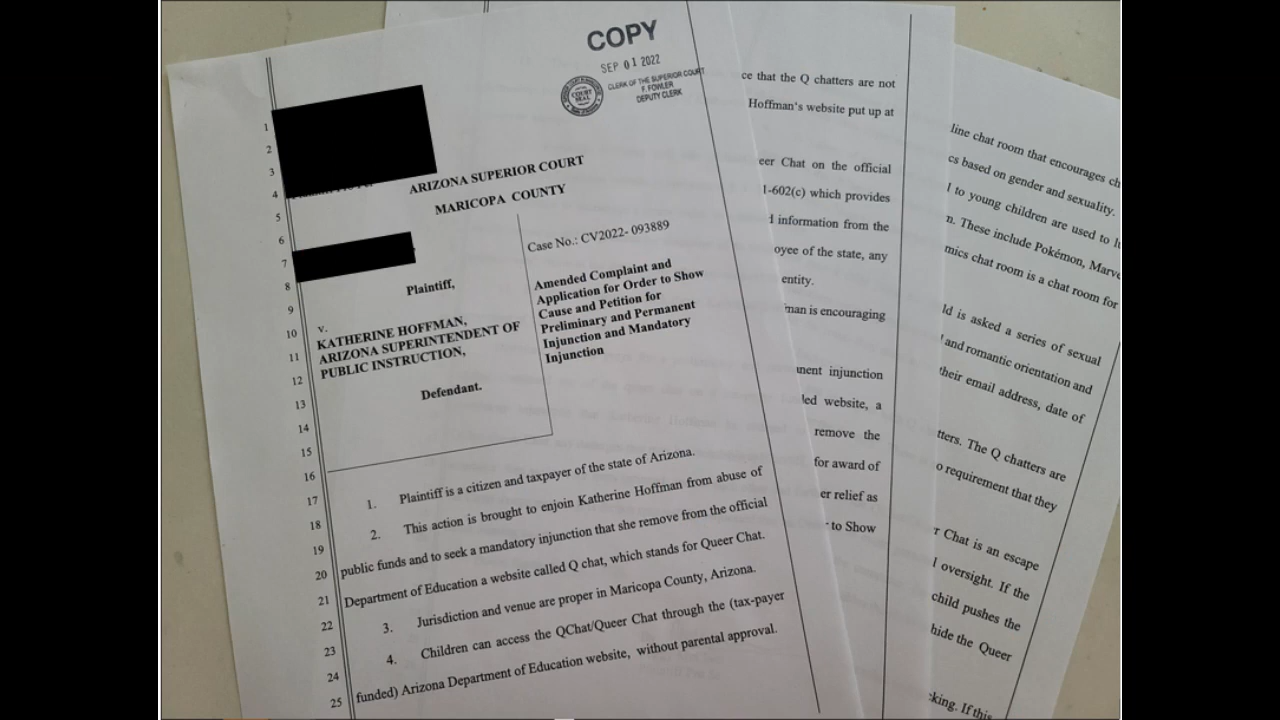 COPY
SEP 01 2022
CLERK OF THE SUPERIOR COURT
F. FOWLER
DEPUTY CLERK
COURT
SEAL
1
2
3
4
5
6
7
8
9
10
11
12
13
14
15
16
17
18
19
20
21
22
23
24
25
ARIZONA SUPERIOR COURT
MARICOPA COUNTY
Plaintiff,
v.
KATHERINE HOFFMAN,
ARIZONA SUPERINTENDENT OF
PUBLIC INSTRUCTION,
Defendant.
Case No.: CV2022- 093889
Amended Complaint and
Application for Order to Show
Cause and Petition for
Preliminary and Permanent
Injunction and Mandatory
Injunction
1. Plaintiff is a citizen and taxpayer of the state of Arizona.
2. This action is brought to enjoin Katherine Hoffman from abuse of
public funds and to seek a mandatory injunction that she remove from the official
Department of Education a website called Q chat, which stands for Queer Chat.
3. Jurisdiction and venue are proper in Maricopa County, Arizona.
4. Children can access the QChat/Queer Chat through the (tax-payer
funded) Arizona Department of Education website, without parental approval.
ce that the Q chatters are not
Hoffman's website put up at
eer Chat on the official
1-602(c) which provides
d information from the
oyee of the state, any
entity.
man is encouraging
nent injunction
led website, a
remove the
for award of
er relief as
to Show
line chat room that encourages ch
cs based on gender and sexuality.
l to young children are used to lu
n. These include Pokémon, Marve
mics chat room is a chat room for
ld is asked a series of sexual
l and romantic orientation and
their email address, date of
tters. The Q chatters are
o requirement that they
r Chat is an escape
l oversight. If the
child pushes the
hide the Queer
cking. If this